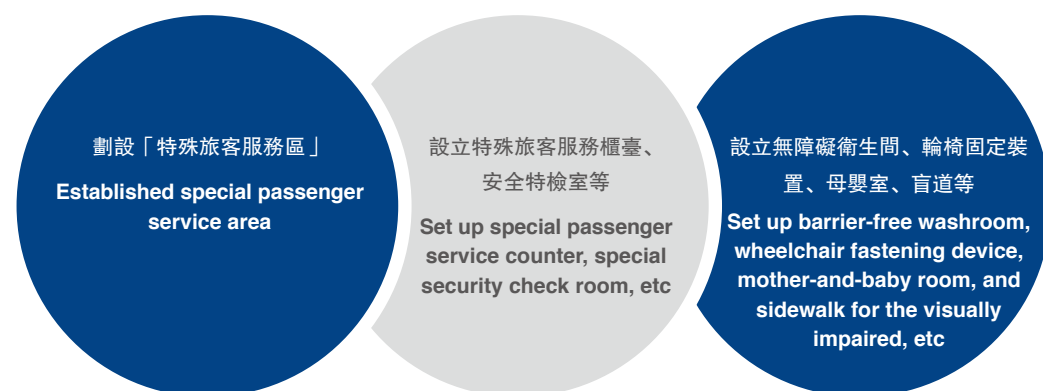 劃設「特殊旅客服務區」
Established special passenger
service area
設立特殊旅客服務櫃臺、
安全特檢室等
Set up special passenger
service counter, special
security check room, etc
設立無障礙衛生間、輪椅固定裝
置、母嬰室、盲道等
Set up barrier-free washroom,
wheelchair fastening device,
mother-and-baby room, and
sidewalk for the visually
impaired, etc